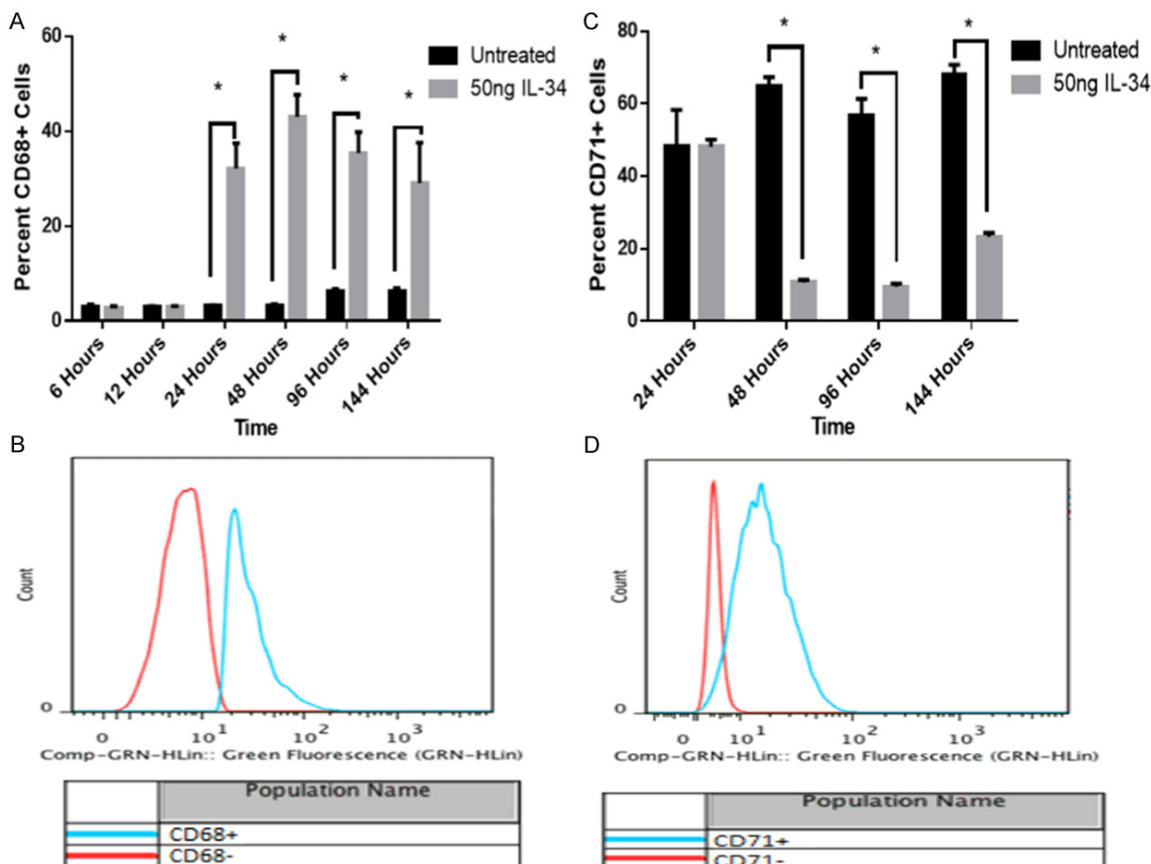 A
Percent CD68+ Cells
60
40
20
0
*
*
*
*
Untreated
50ng IL-34
6 Hours
12 Hours
24 Hours
48 Hours
96 Hours
144 Hours
Time
C
Percent CD71+ Cells
80
60
40
20
0
*
*
*
Untreated
50ng IL-34
24 Hours
48 Hours
96 Hours
144 Hours
Time
B
Count
0
0
10¹
10²
10³
Comp-GRN-HLin:: Green Fluorescence (GRN-HLin)
Population Name
CD68+
CD68-
D
Count
0
0
10¹
10²
10³
Comp-GRN-HLin:: Green Fluorescence (GRN-HLin)
Population Name
CD71+
CD71-